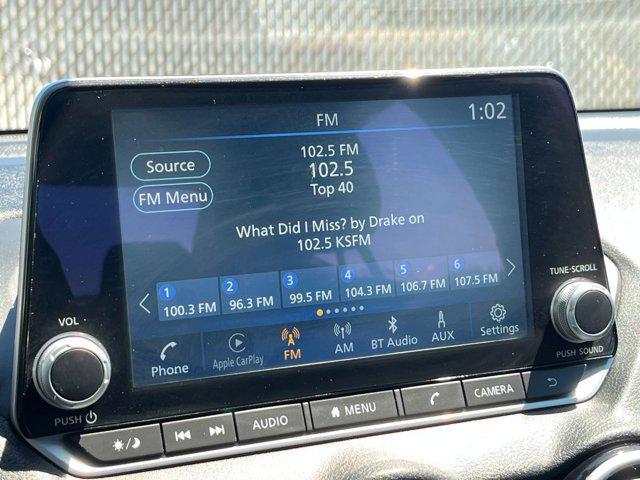 FM
1:02
Source
FM Menu
102.5 FM
102.5
Top 40
What Did I Miss? by Drake on
102.5 KSFM
1 2 3 4 5 6
100.3 FM 96.3 FM 99.5 FM 104.3 FM 106.7 FM 107.5 FM
Phone Apple CarPlay FM AM BT Audio AUX Settings
VOL
PUSH
TUNE·SCROLL
PUSH SOUND
AUDIO MENU CAMERA